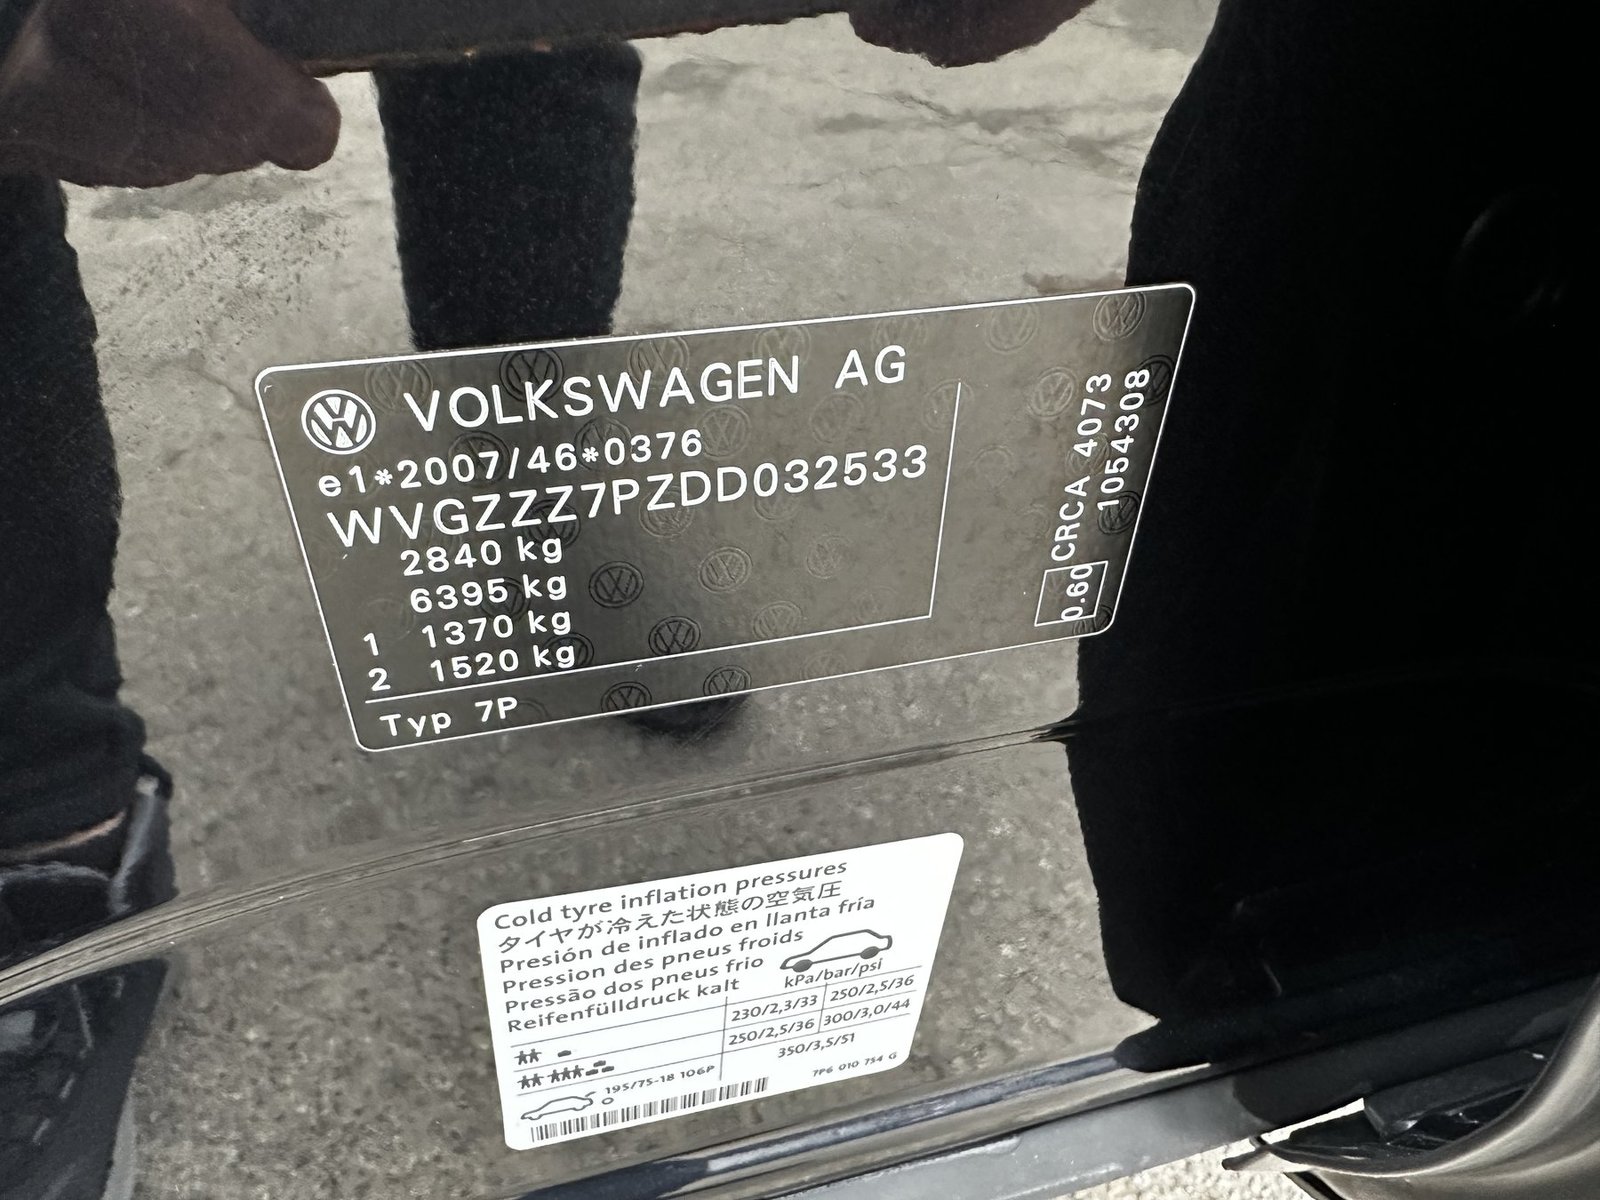 VOLKSWAGEN AG
e1*2007/46*0376
WVGZZZ7PZDD032533
2840 kg
6395 kg
1 1370 kg
2 1520 kg
Typ 7P
0.60 CRCA 4073
1054308
Cold tyre inflation pressures
タイヤが冷えた状態の空気圧
Presión de inflado en llanta fría
Pression des pneus froids
Pressão dos pneus frio
Reifenfülldruck kalt
kPa/bar/psi
230/2,3/33 250/2,5/36
250/2,5/36 300/3,0/44
195/75-18 106P 350/3,5/51
7P6 010 754 G